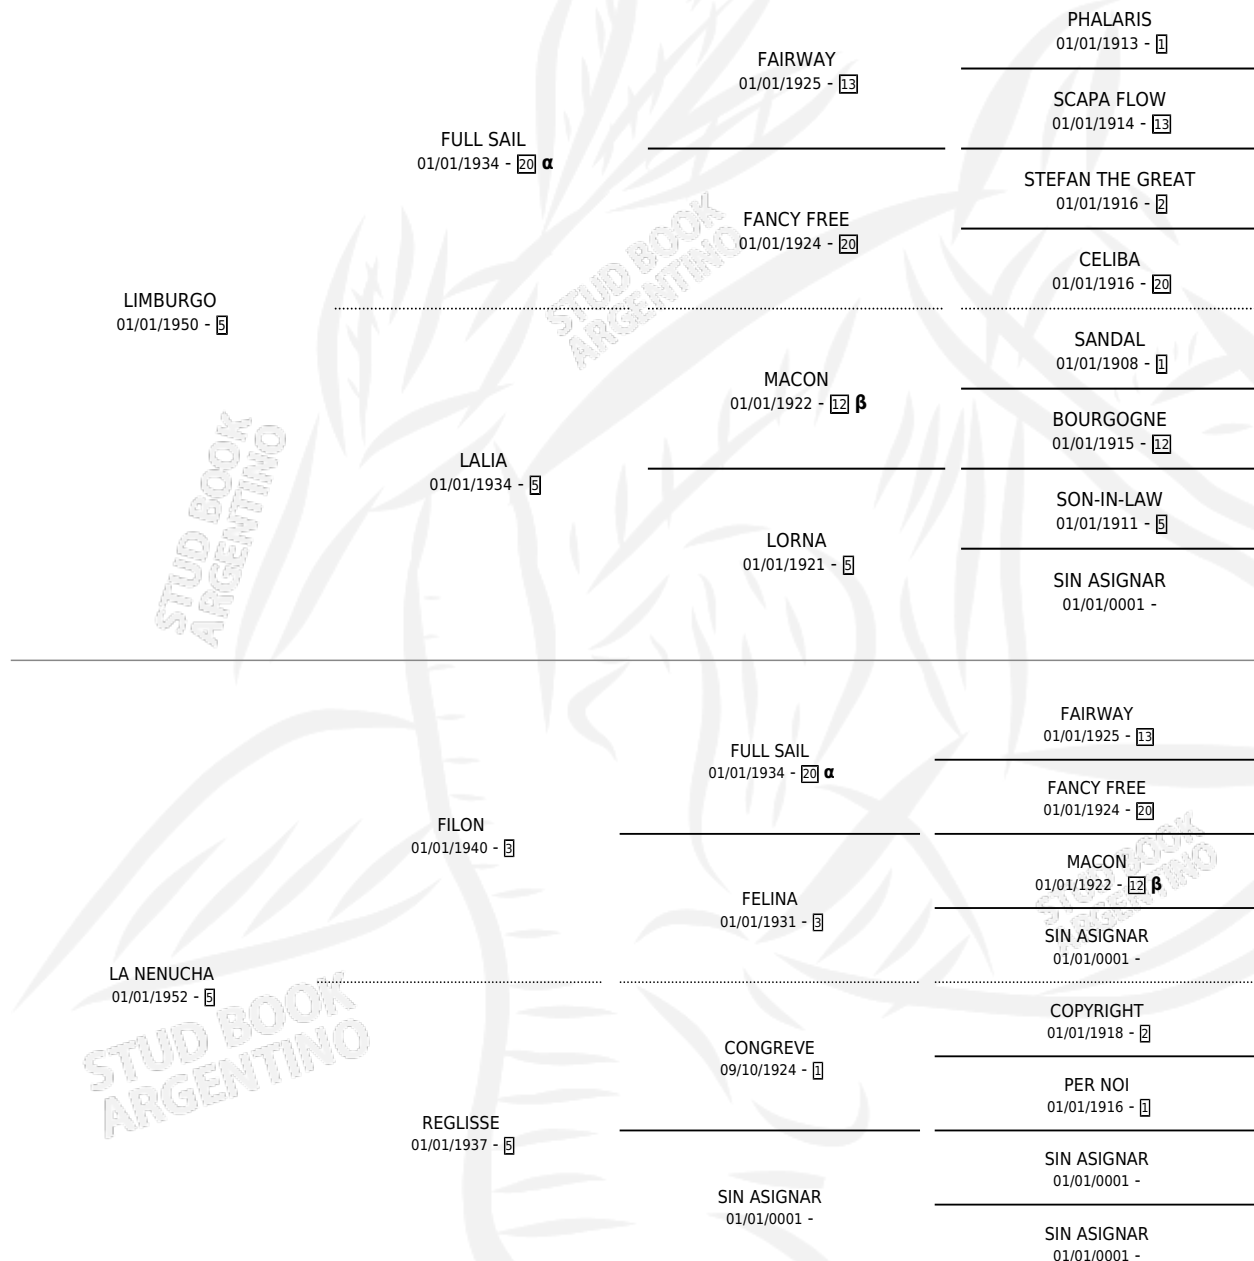 PHALARIS
01/01/1913 - 1
FAIRWAY
01/01/1925 - 13
SCAPA FLOW
01/01/1914 - 13
FULL SAIL
01/01/1934 - 20 α
STEFAN THE GREAT
01/01/1916 - 2
FANCY FREE
01/01/1924 - 20
CELIBA
01/01/1916 - 20
LIMBURGO
01/01/1950 - 5
SANDAL
01/01/1908 - 1
MACON
01/01/1922 - 12 β
BOURGOGNE
01/01/1915 - 12
LALIA
01/01/1934 - 5
SON-IN-LAW
01/01/1911 - 5
LORNA
01/01/1921 - 5
SIN ASIGNAR
01/01/0001 -
FAIRWAY
01/01/1925 - 13
FULL SAIL
01/01/1934 - 20 α
FANCY FREE
01/01/1924 - 20
FILON
01/01/1940 - 3
MACON
01/01/1922 - 12 β
FELINA
01/01/1931 - 3
SIN ASIGNAR
01/01/0001 -
LA NENUCHA
01/01/1952 - 5
COPYRIGHT
01/01/1918 - 2
CONGREVE
09/10/1924 - 1
PER NOI
01/01/1916 - 1
REGLISSE
01/01/1937 - 5
SIN ASIGNAR
01/01/0001 -
SIN ASIGNAR
01/01/0001 -
SIN ASIGNAR
01/01/0001 -
STUD BOOK
ARGENTINO
STUD BOOK
ARGENTINO
STUD BOOK
ARGENTINO
STUD BOOK
ARGENTINO